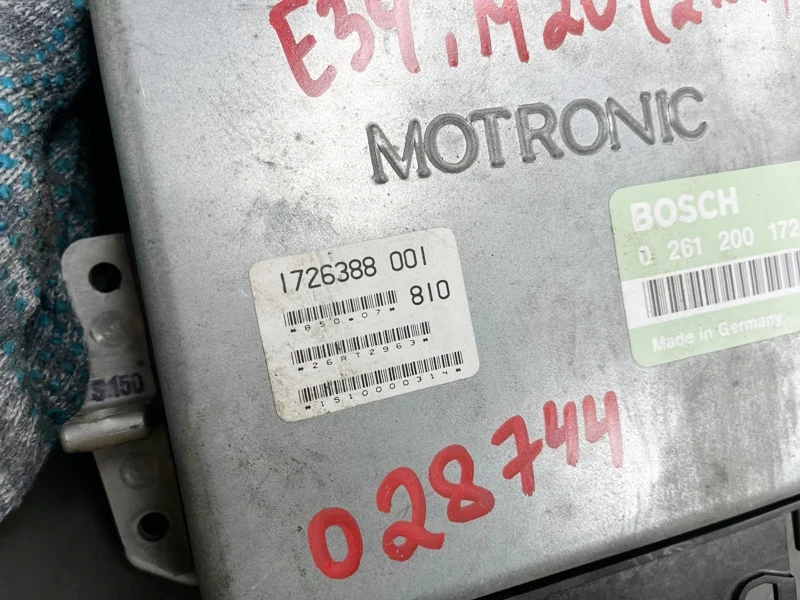 E34, M20
MOTRONIC
BOSCH
0 261 200 172
Made in Germany
1726388 001
810
*850-07*
*26RT2963*
*1510000314*
S150
028744